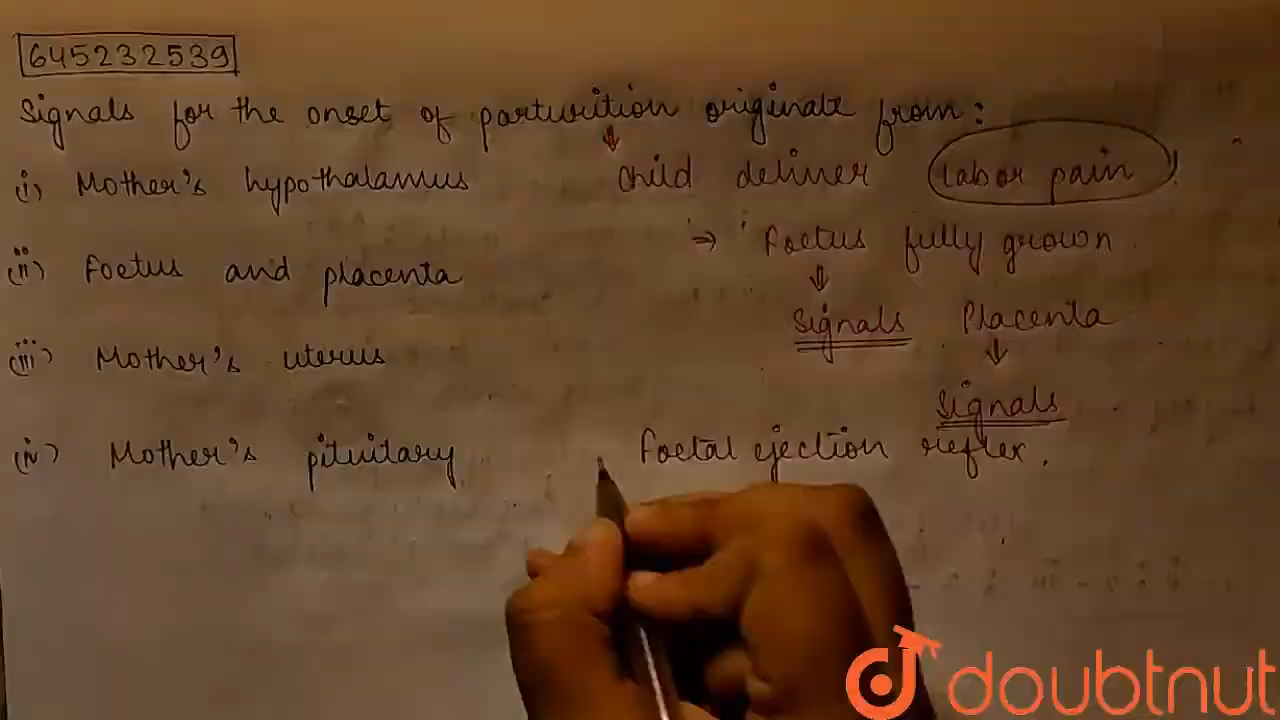 645232539
Signals for the onset of parturition originate from:
(i) Mother's hypothalamus
⇓
Child deliver labor pain!
⇒ Foetus fully grown.
(ii) Foetus and placenta
⇓
Signals Placenta
⇓
(iii) Mother's uterus
Signals
(iv) Mother's pituitary
Foetal ejection reflex.
doubtnut